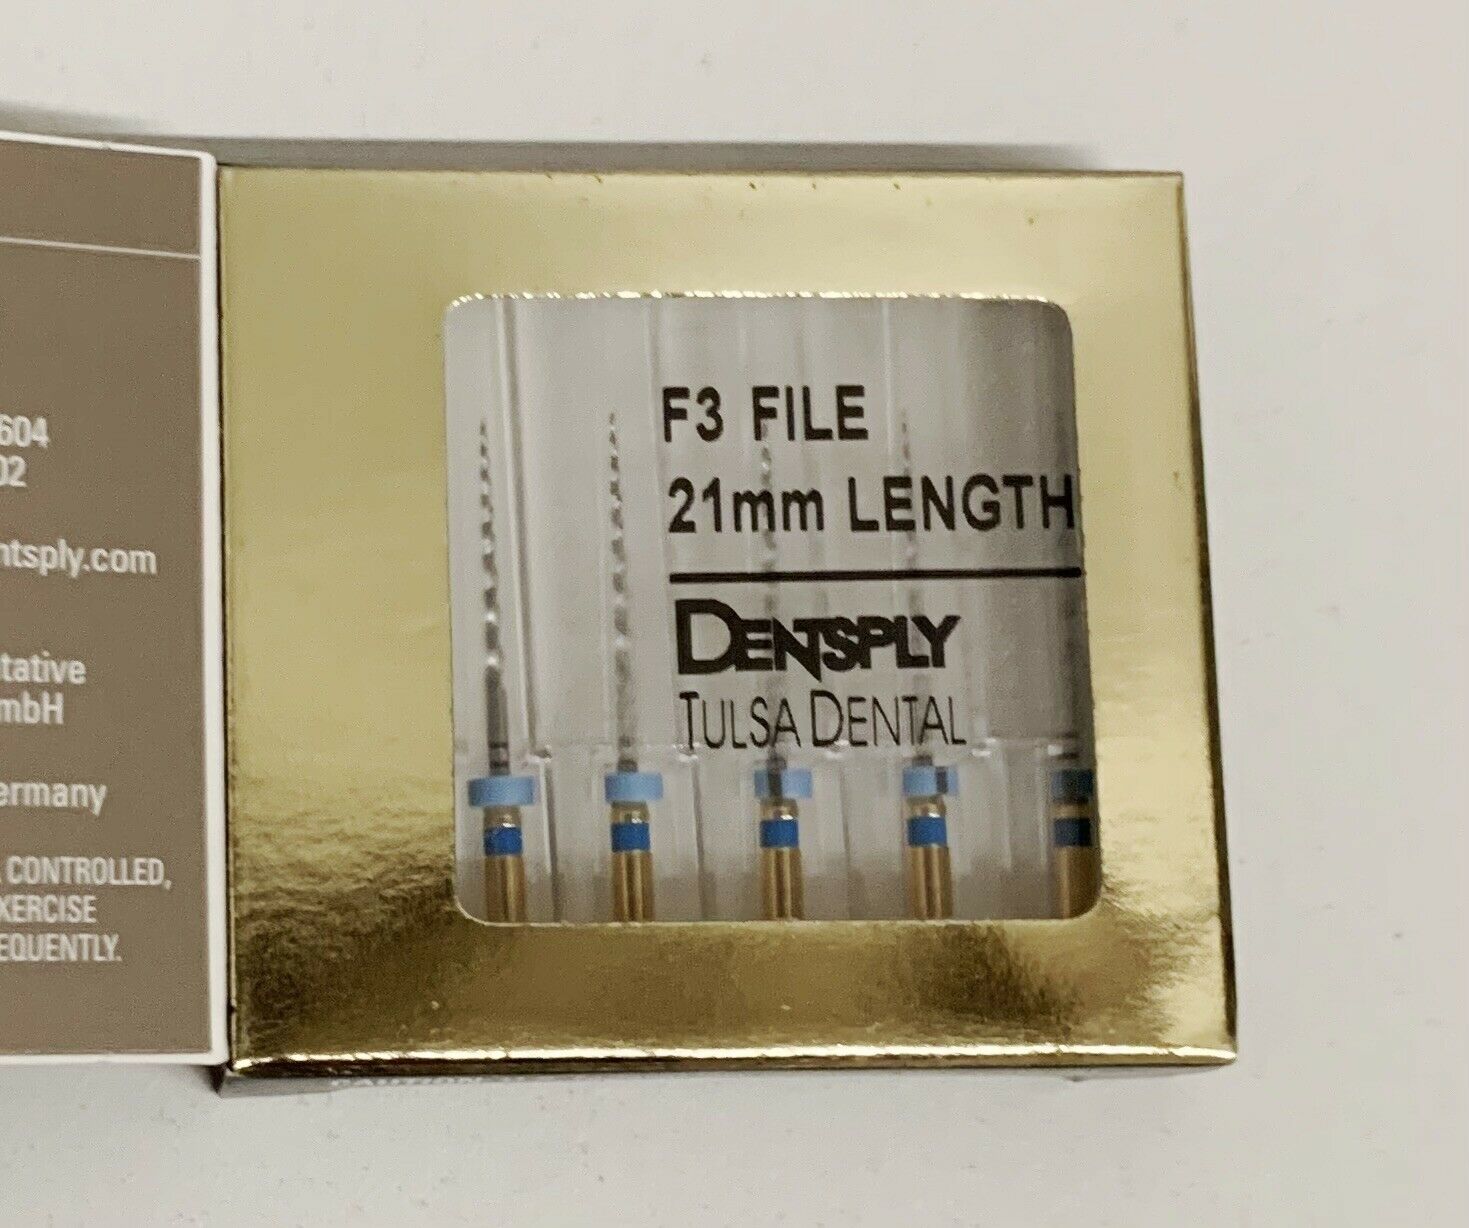 604
02
ntsply.com
tative
mbH
ermany
CONTROLLED,
XERCISE
EQUENTLY.
F3 FILE
21mm LENGTH
DENTSPLY
TULSA DENTAL